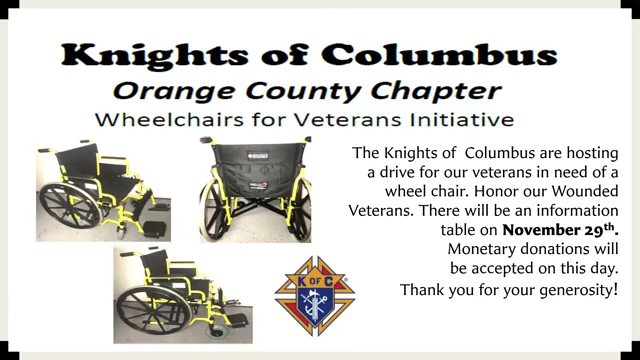 Knights of Columbus
Orange County Chapter
Wheelchairs for Veterans Initiative
The Knights of Columbus are hosting
a drive for our veterans in need of a
wheel chair. Honor our Wounded
Veterans. There will be an information
table on November 29th.
Monetary donations will
be accepted on this day.
Thank you for your generosity!
K OF C